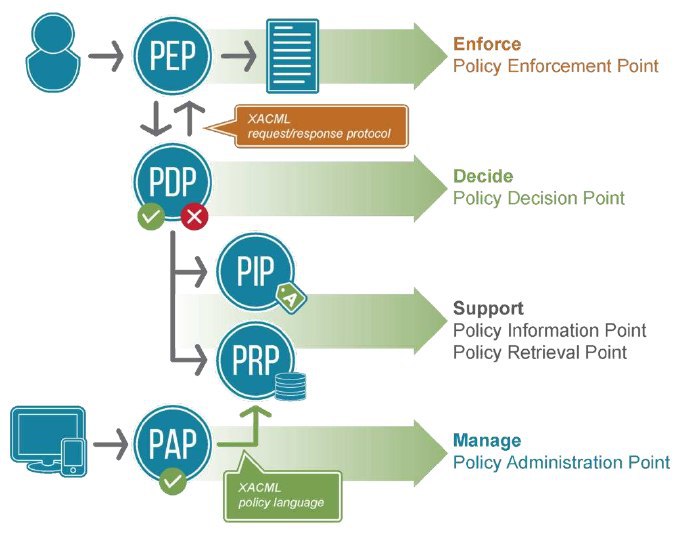 PEP
Enforce
Policy Enforcement Point
XACML
request/response protocol
PDP
Decide
Policy Decision Point
PIP
A
Support
Policy Information Point
Policy Retrieval Point
PRP
PAP
Manage
Policy Administration Point
XACML
policy language